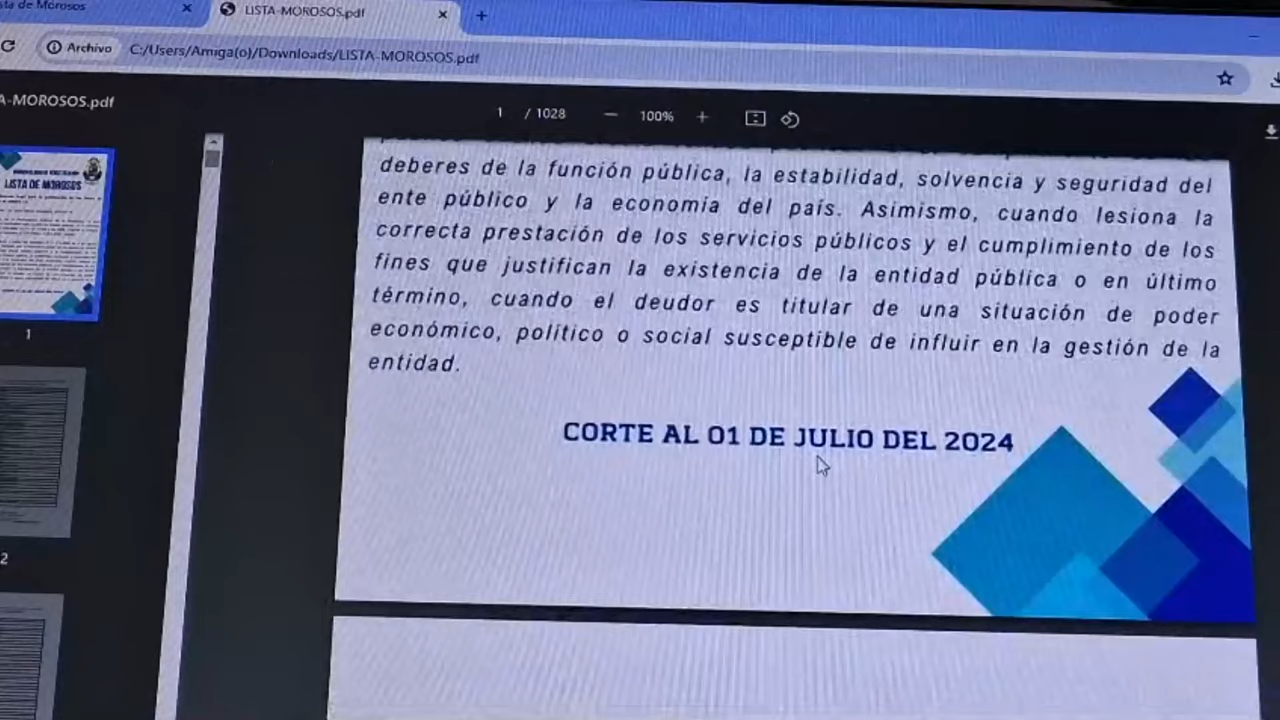 sta de Morosos
LISTA-MOROSOS.pdf
Archivo
C:/Users/Amiga(o)/Downloads/LISTA-MOROSOS.pdf
A-MOROSOS.pdf
1 / 1028
100%
LISTA DE MOROSOS
1
2
deberes de la función pública, la estabilidad, solvencia y seguridad del
ente público y la economía del país. Asimismo, cuando lesiona la
correcta prestación de los servicios públicos y el cumplimiento de los
fines que justifican la existencia de la entidad pública o en último
término, cuando el deudor es titular de una situación de poder
económico, político o social susceptible de influir en la gestión de la
entidad.
CORTE AL 01 DE JULIO DEL 2024